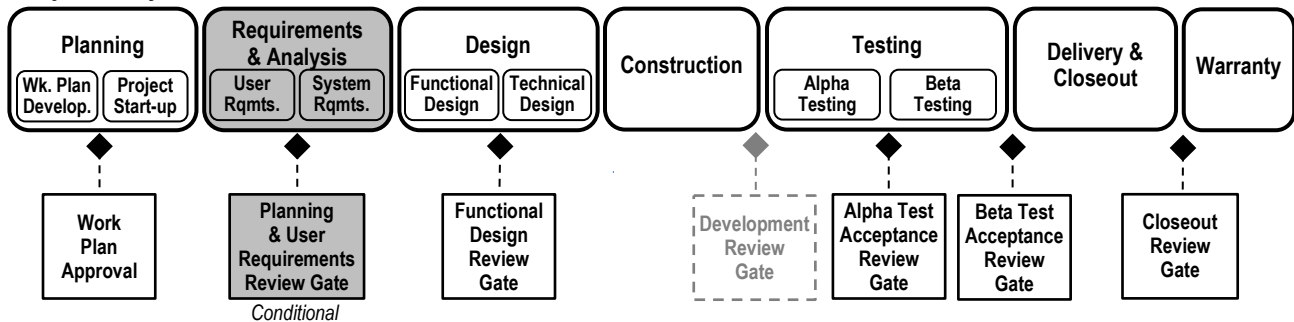 Planning
Wk. Plan
Develop.
Project
Start-up
Requirements
& Analysis
User
Rqmts.
System
Rqmts.
Design
Functional
Design
Technical
Design
Construction
Testing
Alpha
Testing
Beta
Testing
Delivery &
Closeout
Warranty
Work
Plan
Approval
Planning
& User
Requirements
Review Gate
Conditional
Functional
Design
Review
Gate
Development
Review
Gate
Alpha Test
Acceptance
Review
Gate
Beta Test
Acceptance
Review
Gate
Closeout
Review
Gate